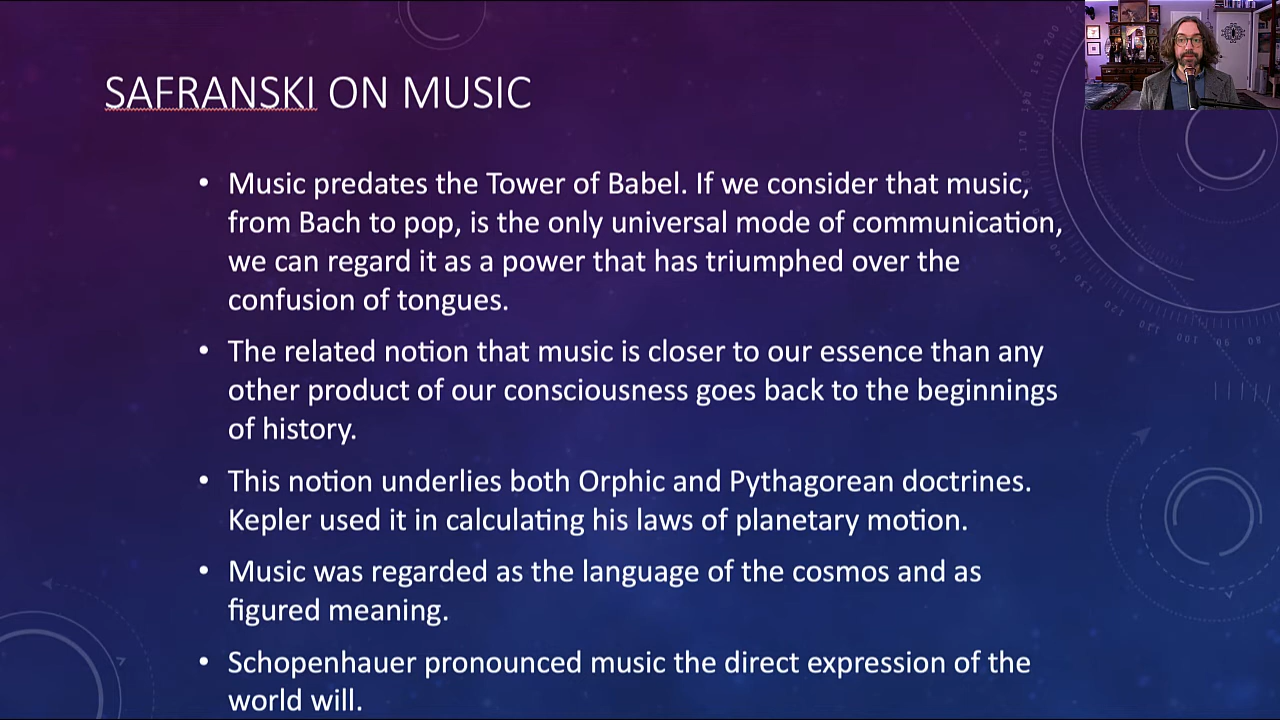 SAFRANSKI ON MUSIC
• Music predates the Tower of Babel. If we consider that music,
from Bach to pop, is the only universal mode of communication,
we can regard it as a power that has triumphed over the
confusion of tongues.
• The related notion that music is closer to our essence than any
other product of our consciousness goes back to the beginnings
of history.
• This notion underlies both Orphic and Pythagorean doctrines.
Kepler used it in calculating his laws of planetary motion.
• Music was regarded as the language of the cosmos and as
figured meaning.
• Schopenhauer pronounced music the direct expression of the
world will.